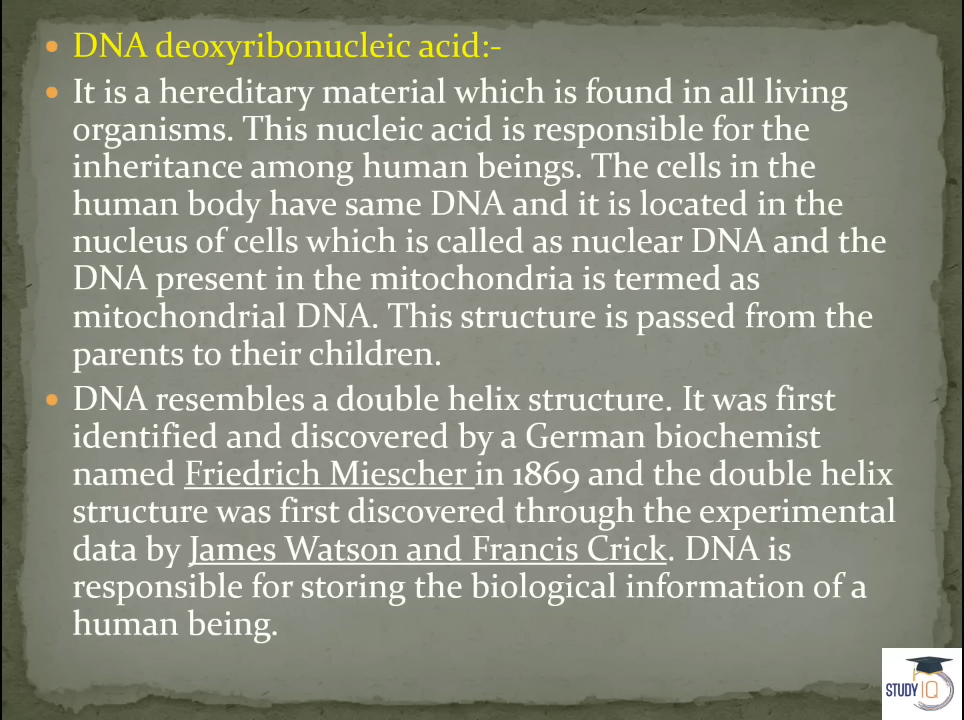 DNA deoxyribonucleic acid:-
It is a hereditary material which is found in all living
organisms. This nucleic acid is responsible for the
inheritance among human beings. The cells in the
human body have same DNA and it is located in the
nucleus of cells which is called as nuclear DNA and the
DNA present in the mitochondria is termed as
mitochondrial DNA. This structure is passed from the
parents to their children.
DNA resembles a double helix structure. It was first
identified and discovered by a German biochemist
named Friedrich Miescher in 1869 and the double helix
structure was first discovered through the experimental
data by James Watson and Francis Crick. DNA is
responsible for storing the biological information of a
human being.
STUDY IQ